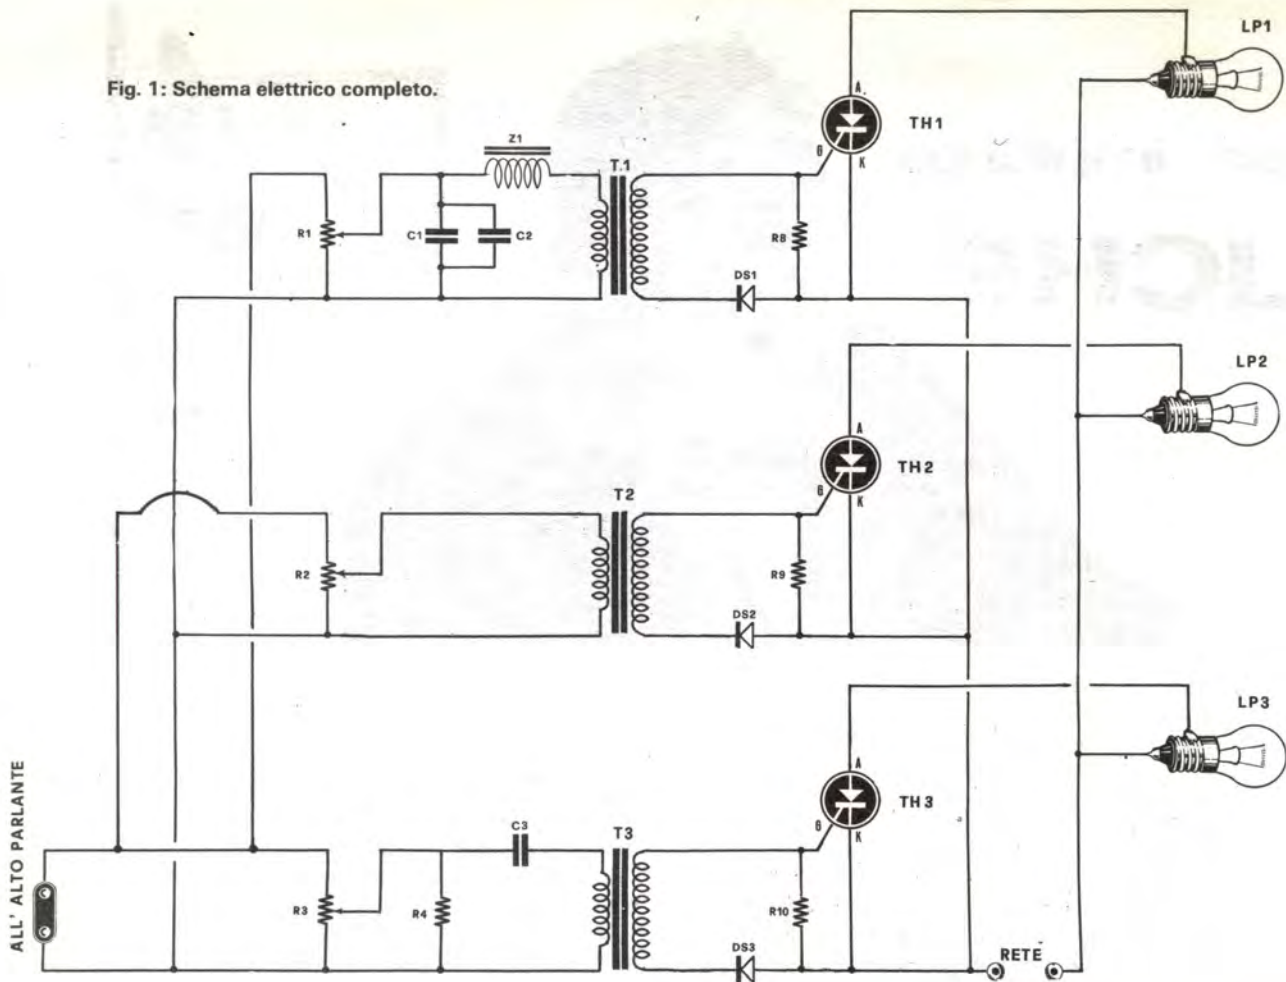 LP1
Fig. 1: Schema elettrico completo.
A.
TH1
Z1
T.1
G
K
R1
C1
C2
R8
DS1
LP2
A
TH2
T2
G
K
R2
R9
DS2
LP3
A
TH3
C3
T3
G
K
ALL' ALTO PARLANTE
R3
R4
R10
DS3
RETE